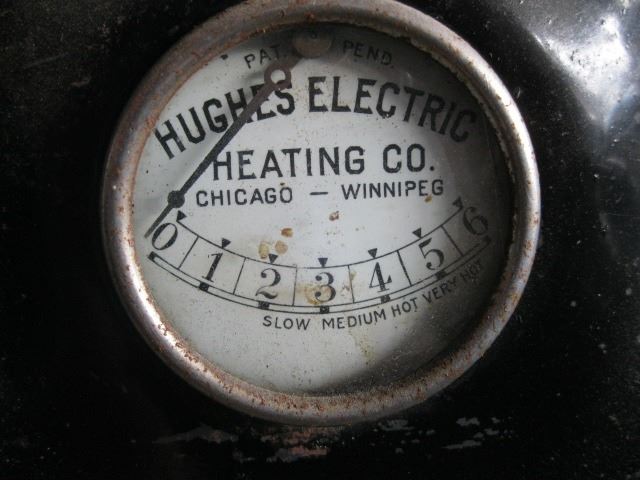 PAT. PEND.
HUGHES ELECTRIC
HEATING CO.
CHICAGO — WINNIPEG
0 1 2 3 4 5 6
SLOW MEDIUM HOT VERY HOT